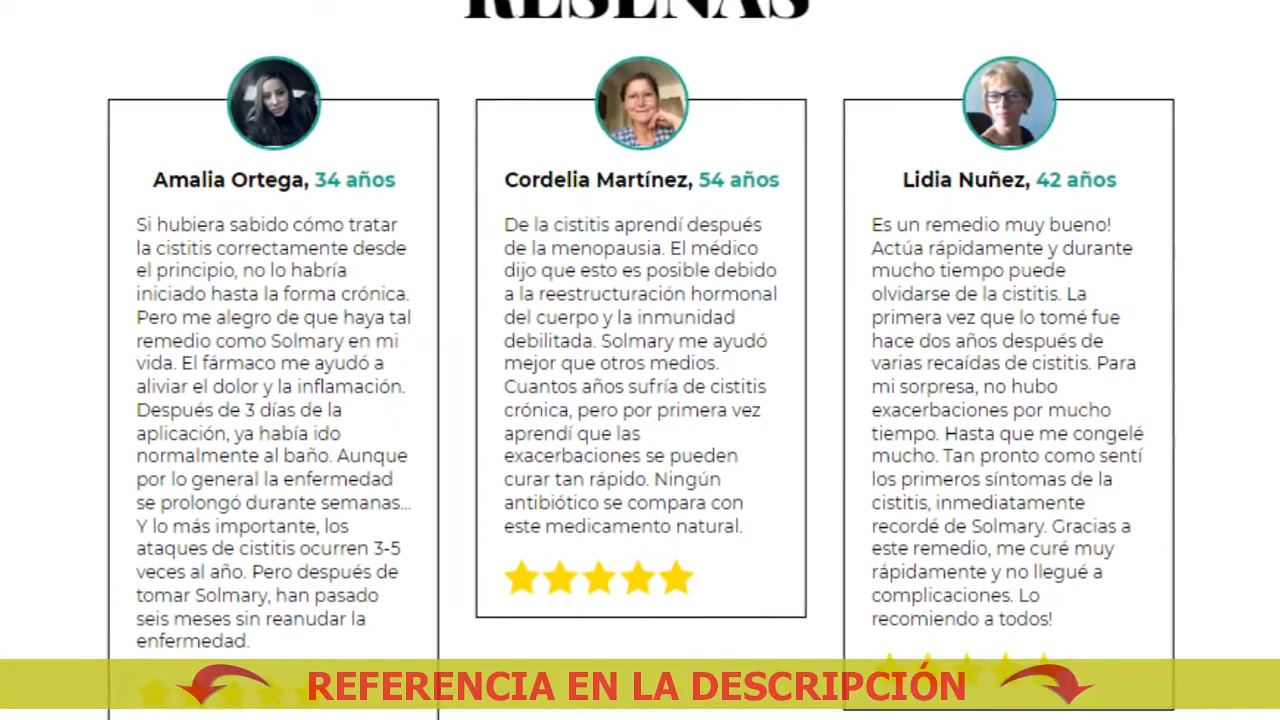 RESEÑAS
Amalia Ortega, 34 años
Si hubiera sabido cómo tratar
la cistitis correctamente desde
el principio, no lo habría
iniciado hasta la forma crónica.
Pero me alegro de que haya tal
remedio como Solmary en mi
vida. El fármaco me ayudó a
aliviar el dolor y la inflamación.
Después de 3 días de la
aplicación, ya había ido
normalmente al baño. Aunque
por lo general la enfermedad
se prolongó durante semanas...
Y lo más importante, los
ataques de cistitis ocurren 3-5
veces al año. Pero después de
tomar Solmary, han pasado
seis meses sin reanudar la
enfermedad.
Cordelia Martínez, 54 años
De la cistitis aprendí después
de la menopausia. El médico
dijo que esto es posible debido
a la reestructuración hormonal
del cuerpo y la inmunidad
debilitada. Solmary me ayudó
mejor que otros medios.
Cuantos años sufría de cistitis
crónica, pero por primera vez
aprendí que las
exacerbaciones se pueden
curar tan rápido. Ningún
antibiótico se compara con
este medicamento natural.
Lidia Nuñez, 42 años
Es un remedio muy bueno!
Actúa rápidamente y durante
mucho tiempo puede
olvidarse de la cistitis. La
primera vez que lo tomé fue
hace dos años después de
varias recaídas de cistitis. Para
mi sorpresa, no hubo
exacerbaciones por mucho
tiempo. Hasta que me congelé
mucho. Tan pronto como sentí
los primeros síntomas de la
cistitis, inmediatamente
recordé de Solmary. Gracias a
este remedio, me curé muy
rápidamente y no llegué a
complicaciones. Lo
recomiendo a todos!
REFERENCIA EN LA DESCRIPCIÓN